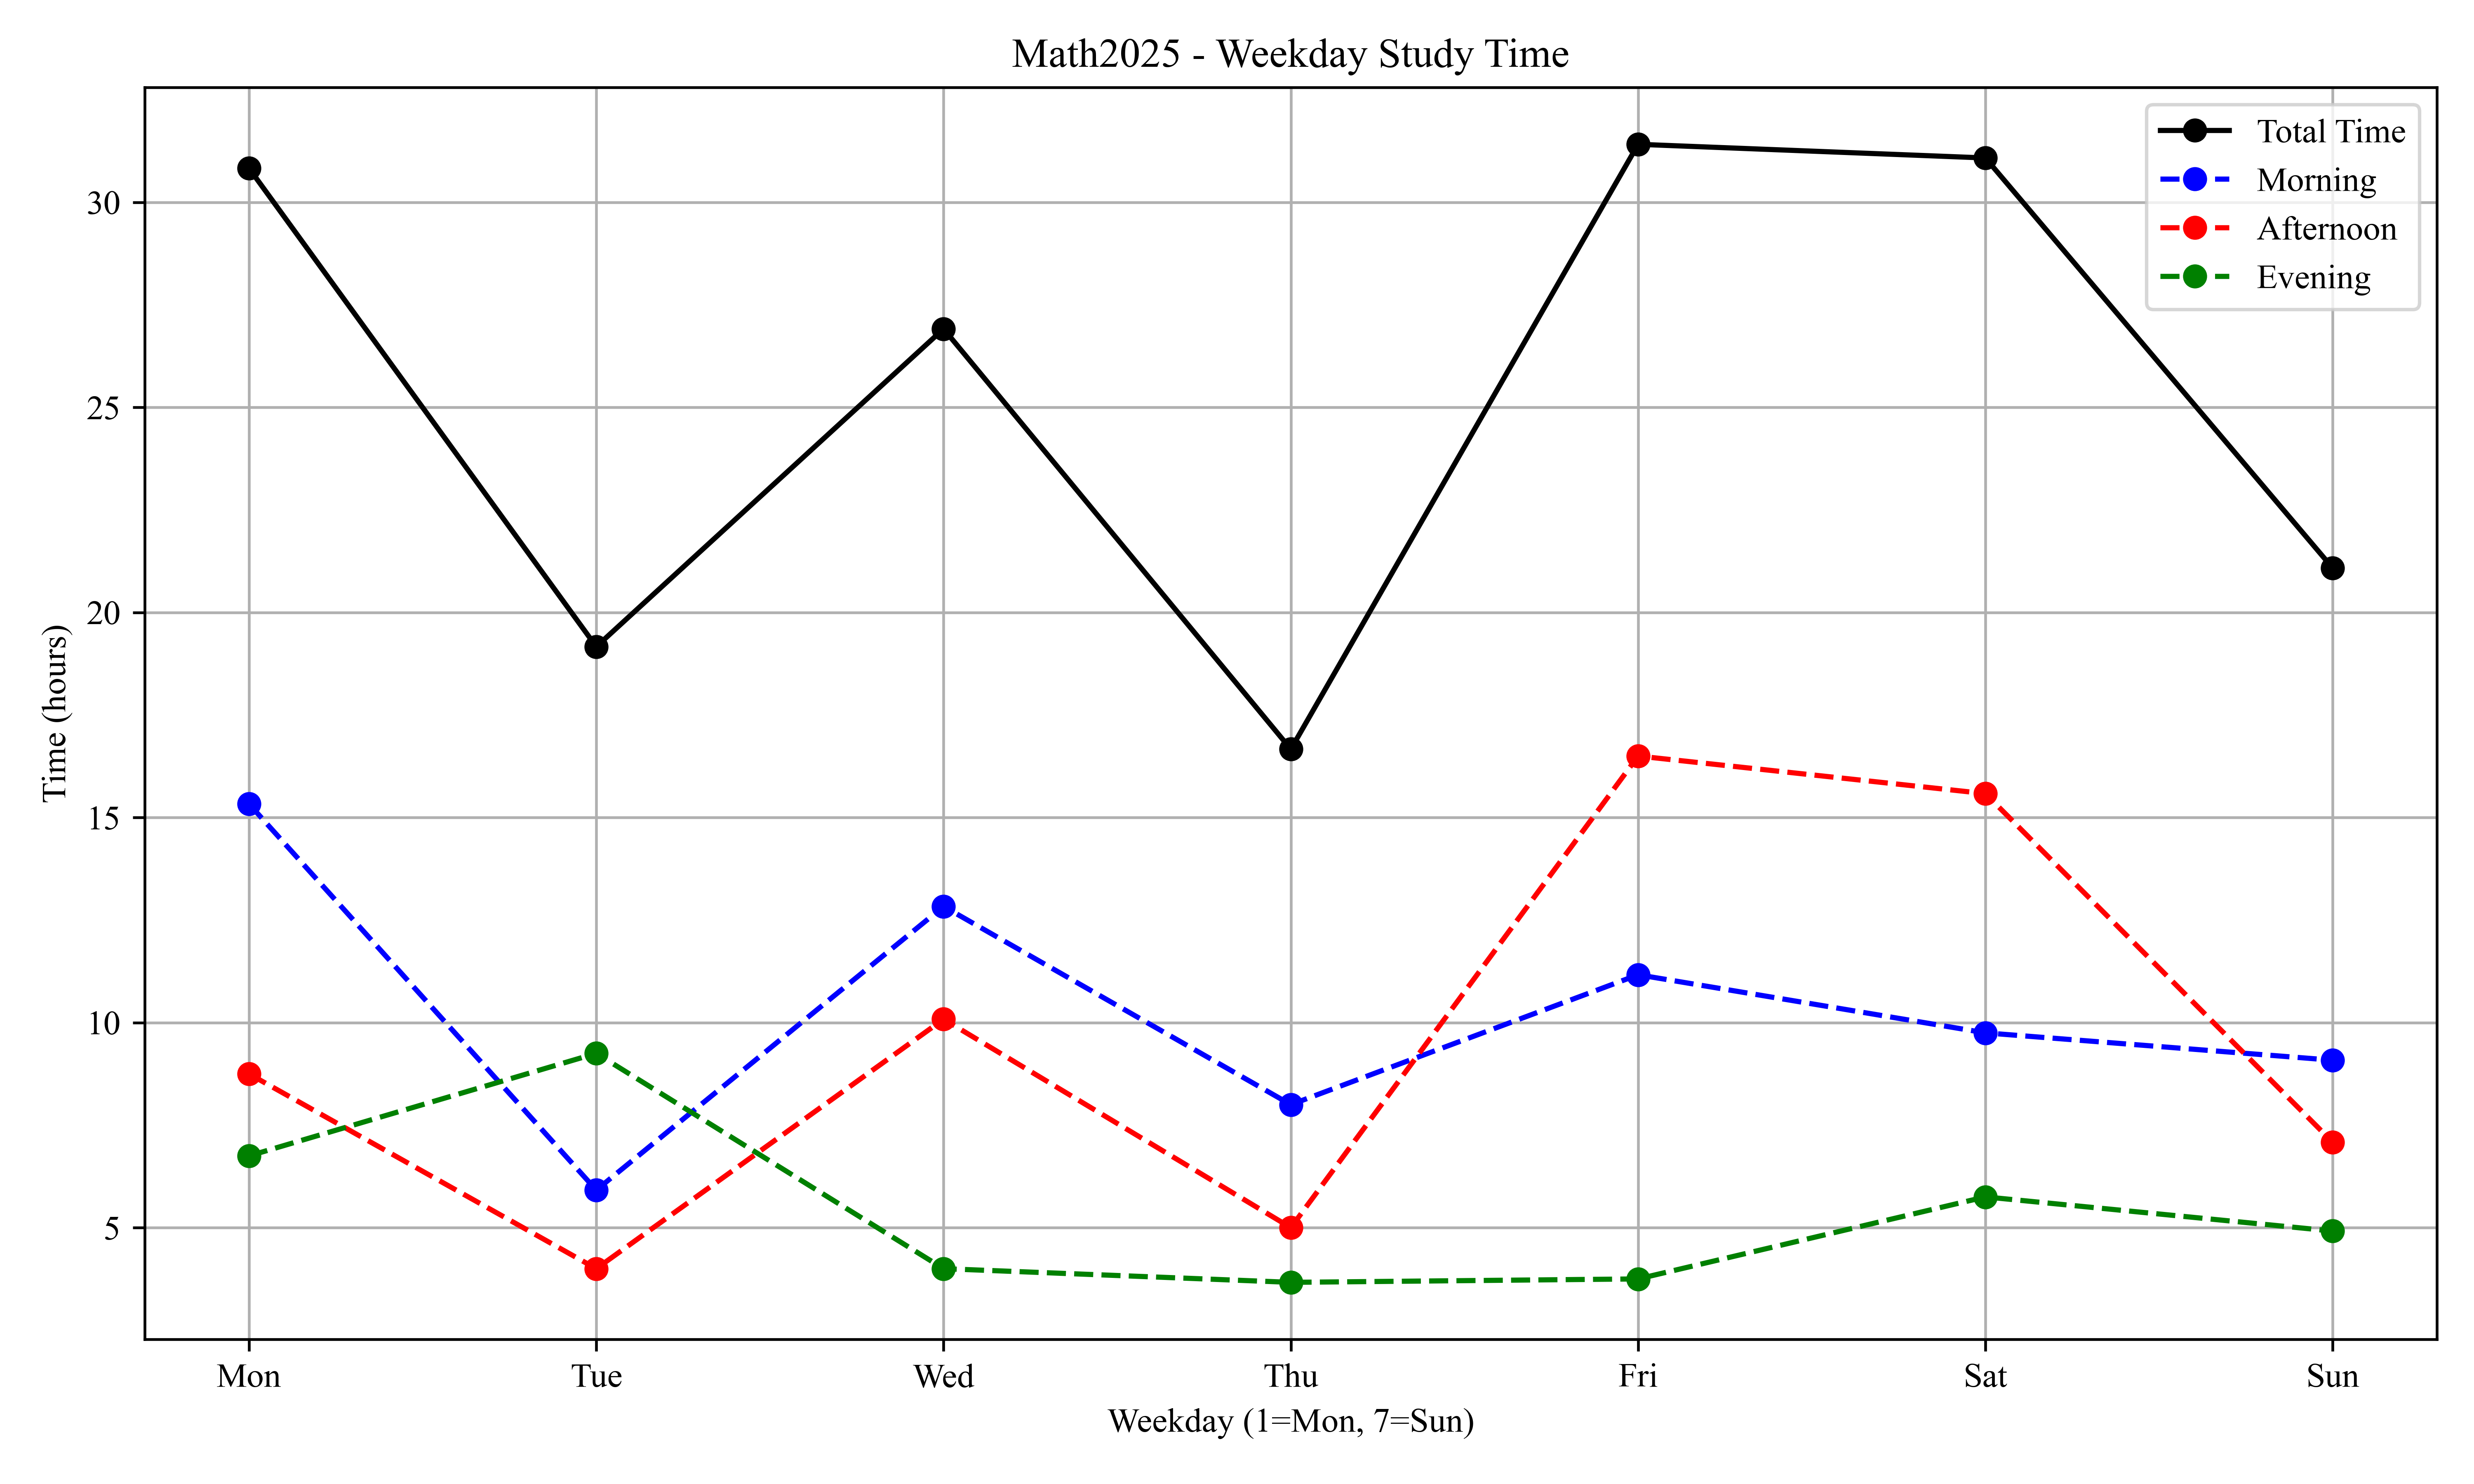 Math2025 - Weekday Study Time
Total Time
Morning
Afternoon
Evening
Time (hours)
30
25
20
15
10
5
Mon Tue Wed Thu Fri Sat Sun
Weekday (1=Mon, 7=Sun)